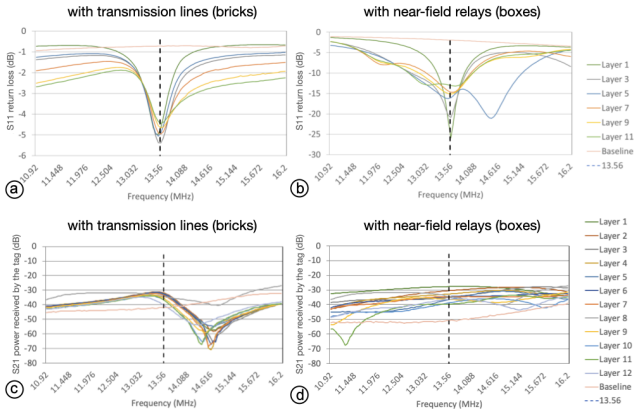 with transmission lines (bricks)
with near-field relays (boxes)
S11 return loss (dB)
0
-1
-2
-3
-4
-5
-6
10.92
11.448
11.976
12.504
13.032
13.56
14.088
14.616
15.144
15.672
16.2
Frequency (MHz)
a
S11 return loss (dB)
0
-5
-10
-15
-20
-25
-30
10.92
11.448
11.976
12.504
13.032
13.56
14.088
14.616
15.144
15.672
16.2
Frequency (MHz)
b
Layer 1
Layer 3
Layer 5
Layer 7
Layer 9
Layer 11
Baseline
13.56
with transmission lines (bricks)
with near-field relays (boxes)
S21 power received by the tag (dB)
0
-10
-20
-30
-40
-50
-60
-70
-80
10.92
11.448
11.976
12.504
13.032
13.56
14.088
14.616
15.144
15.672
16.2
Frequency (MHz)
c
S21 power received by the tag (dB)
0
-10
-20
-30
-40
-50
-60
-70
-80
10.92
11.448
11.976
12.504
13.032
13.56
14.088
14.616
15.144
15.672
16.2
Frequency (MHz)
d
Layer 1
Layer 2
Layer 3
Layer 4
Layer 5
Layer 6
Layer 7
Layer 8
Layer 9
Layer 10
Layer 11
Layer 12
Baseline
13.56